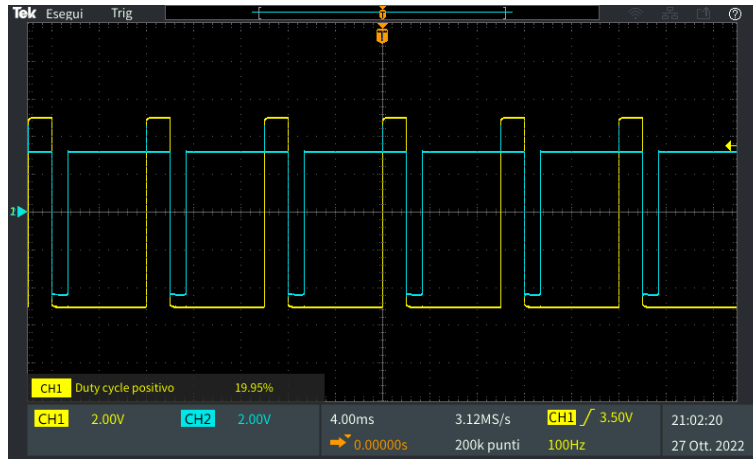 Tek Esegui Trig
T
T
2
CH1 Duty cycle positivo 19.95%
CH1 2.00V CH2 2.00V 4.00ms 3.12MS/s CH1 3.50V 21:02:20
0.00000s 200k punti 100Hz 27 Ott. 2022